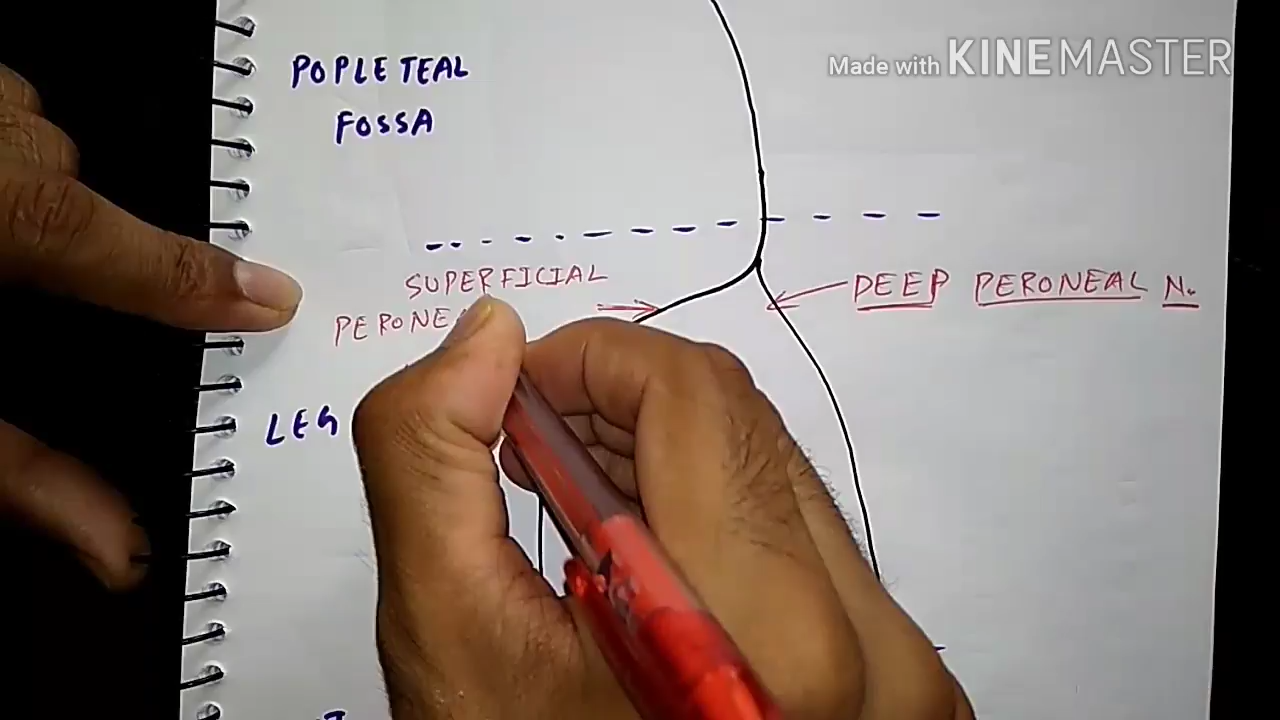 Made with KINEMASTER
POPLETEAL
FOSSA
SUPERFICIAL
DEEP PERONEAL N.
LEG